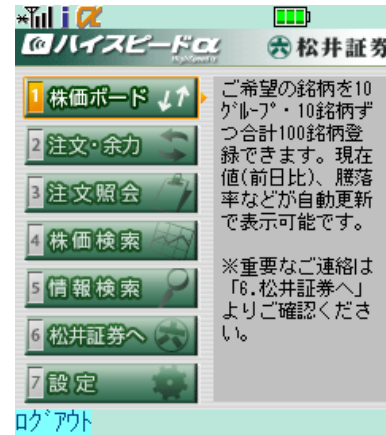 i α
ハイスピードα
HighSpeed α
松井証券
1 株価ボード
2 注文・余力
3 注文照会
4 株価検索
5 情報検索
6 松井証券へ
7 設定
ご希望の銘柄を10
ｸﾞﾙｰﾌﾟ・10銘柄ず
つ合計100銘柄登
録できます。現在
値(前日比)、騰落
率などが自動更新
で表示可能です。
※重要なご連絡は
「6.松井証券へ」
よりご確認くださ
い。
ﾛｸﾞｱｳﾄ